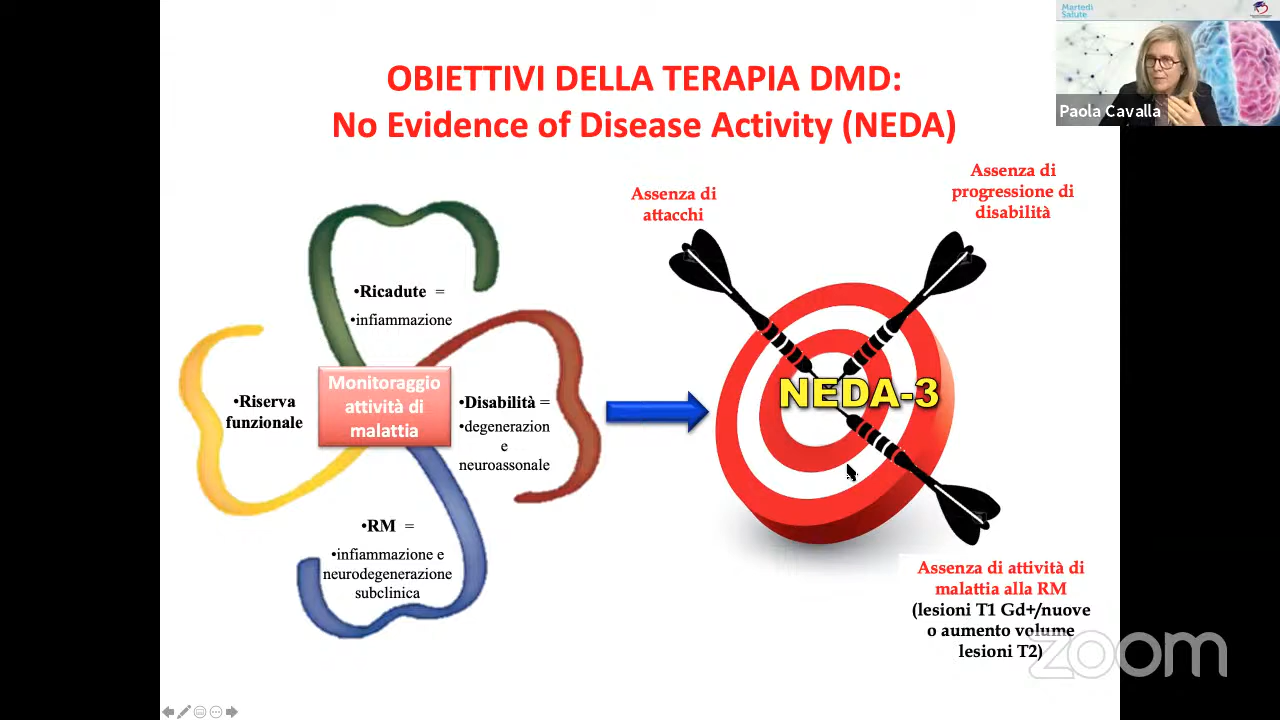 Martedì
Salute
Paola Cavalla
OBIETTIVI DELLA TERAPIA DMD:
No Evidence of Disease Activity (NEDA)
Assenza di
attacchi
Assenza di
progressione di
disabilità
•Ricadute =
•infiammazione
•Riserva
funzionale
Monitoraggio
attività di
malattia
•Disabilità =
•degenerazion
e
neuroassonale
•RM =
•infiammazione e
neurodegenerazione
subclinica
NEDA-3
Assenza di attività di
malattia alla RM
(lesioni T1 Gd+/nuove
o aumento volume
lesioni T2)
zoom